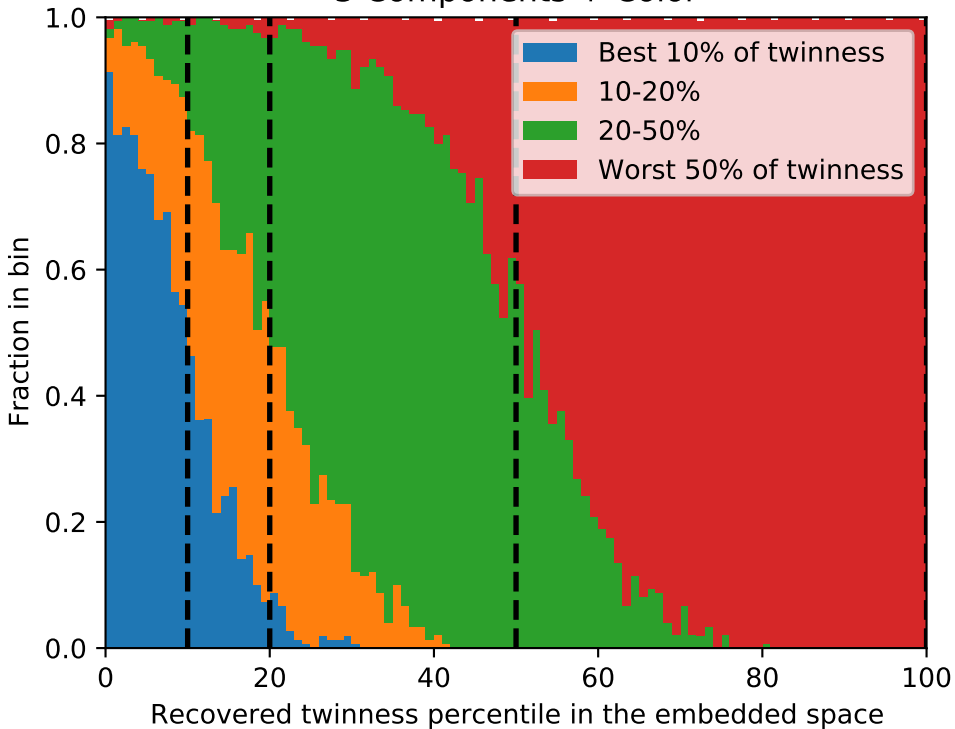 Components + Color
1.0
0.8
0.6
0.4
0.2
0.0
Fraction in bin
Best 10% of twinness
10-20%
20-50%
Worst 50% of twinness
0 20 40 60 80 100
Recovered twinness percentile in the embedded space